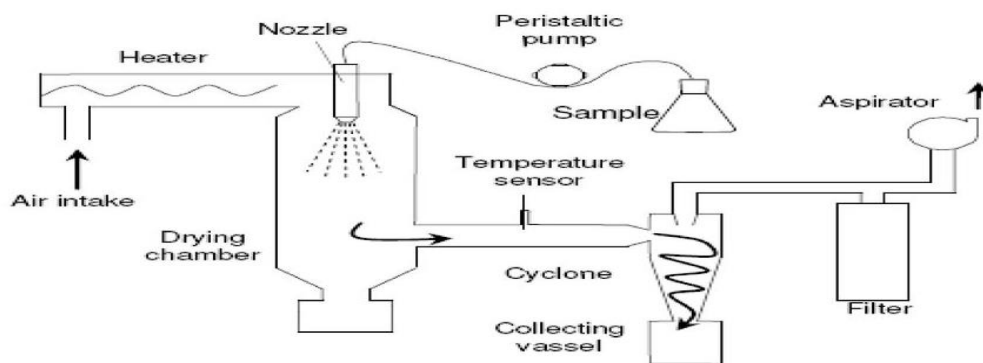 Nozzle
Peristaltic
pump
Heater
Sample
Aspirator
Temperature
sensor
Air intake
Drying
chamber
Cyclone
Collecting
vassel
Filter